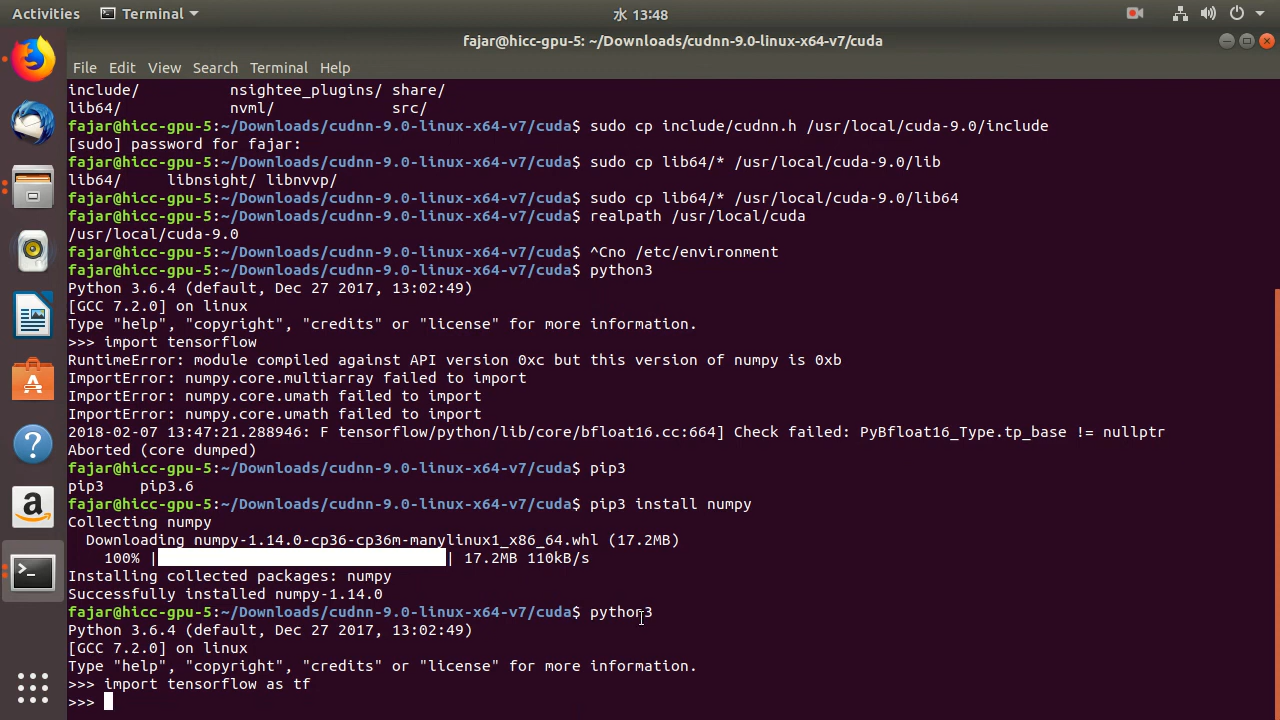 Activities Terminal 水 13:48
fajar@hicc-gpu-5: ~/Downloads/cudnn-9.0-linux-x64-v7/cuda
File Edit View Search Terminal Help
include/ nsightee_plugins/ share/
lib64/ nvml/ src/
fajar@hicc-gpu-5:~/Downloads/cudnn-9.0-linux-x64-v7/cuda$ sudo cp include/cudnn.h /usr/local/cuda-9.0/include
[sudo] password for fajar:
fajar@hicc-gpu-5:~/Downloads/cudnn-9.0-linux-x64-v7/cuda$ sudo cp lib64/* /usr/local/cuda-9.0/lib
lib64/ libnsight/ libnvvp/
fajar@hicc-gpu-5:~/Downloads/cudnn-9.0-linux-x64-v7/cuda$ sudo cp lib64/* /usr/local/cuda-9.0/lib64
fajar@hicc-gpu-5:~/Downloads/cudnn-9.0-linux-x64-v7/cuda$ realpath /usr/local/cuda
/usr/local/cuda-9.0
fajar@hicc-gpu-5:~/Downloads/cudnn-9.0-linux-x64-v7/cuda$ ^Cno /etc/environment
fajar@hicc-gpu-5:~/Downloads/cudnn-9.0-linux-x64-v7/cuda$ python3
Python 3.6.4 (default, Dec 27 2017, 13:02:49)
[GCC 7.2.0] on linux
Type "help", "copyright", "credits" or "license" for more information.
>>> import tensorflow
RuntimeError: module compiled against API version 0xc but this version of numpy is 0xb
ImportError: numpy.core.multiarray failed to import
ImportError: numpy.core.umath failed to import
ImportError: numpy.core.umath failed to import
2018-02-07 13:47:21.288946: F tensorflow/python/lib/core/bfloat16.cc:664] Check failed: PyBfloat16_Type.tp_base != nullptr
Aborted (core dumped)
fajar@hicc-gpu-5:~/Downloads/cudnn-9.0-linux-x64-v7/cuda$ pip3
pip3 pip3.6
fajar@hicc-gpu-5:~/Downloads/cudnn-9.0-linux-x64-v7/cuda$ pip3 install numpy
Collecting numpy
Downloading numpy-1.14.0-cp36-cp36m-manylinux1_x86_64.whl (17.2MB)
100% | | 17.2MB 110kB/s
Installing collected packages: numpy
Successfully installed numpy-1.14.0
fajar@hicc-gpu-5:~/Downloads/cudnn-9.0-linux-x64-v7/cuda$ python3
Python 3.6.4 (default, Dec 27 2017, 13:02:49)
[GCC 7.2.0] on linux
Type "help", "copyright", "credits" or "license" for more information.
>>> import tensorflow as tf
>>>